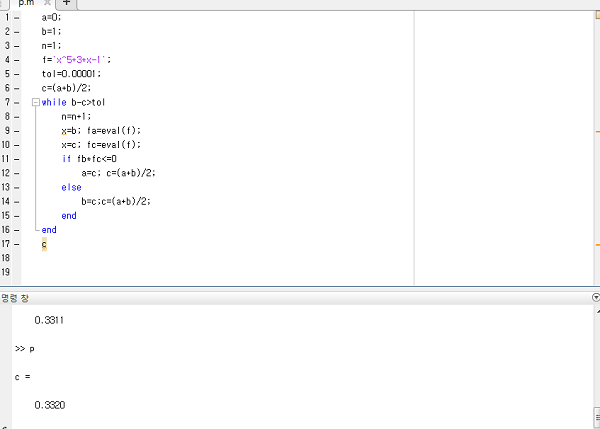 p.m
1 - a=0;
2 - b=1;
3 - n=1;
4 - f='x^5+3*x-1';
5 - tol=0.00001;
6 - c=(a+b)/2;
7 - while b-c>tol
8 - n=n+1;
9 - x=b; fa=eval(f);
10 - x=c; fc=eval(f);
11 - if fb*fc<=0
12 - a=c; c=(a+b)/2;
13 - else
14 - b=c;c=(a+b)/2;
15 - end
16 - end
17 - c
18
19
명령 창
0.3311
>> p
c =
0.3320